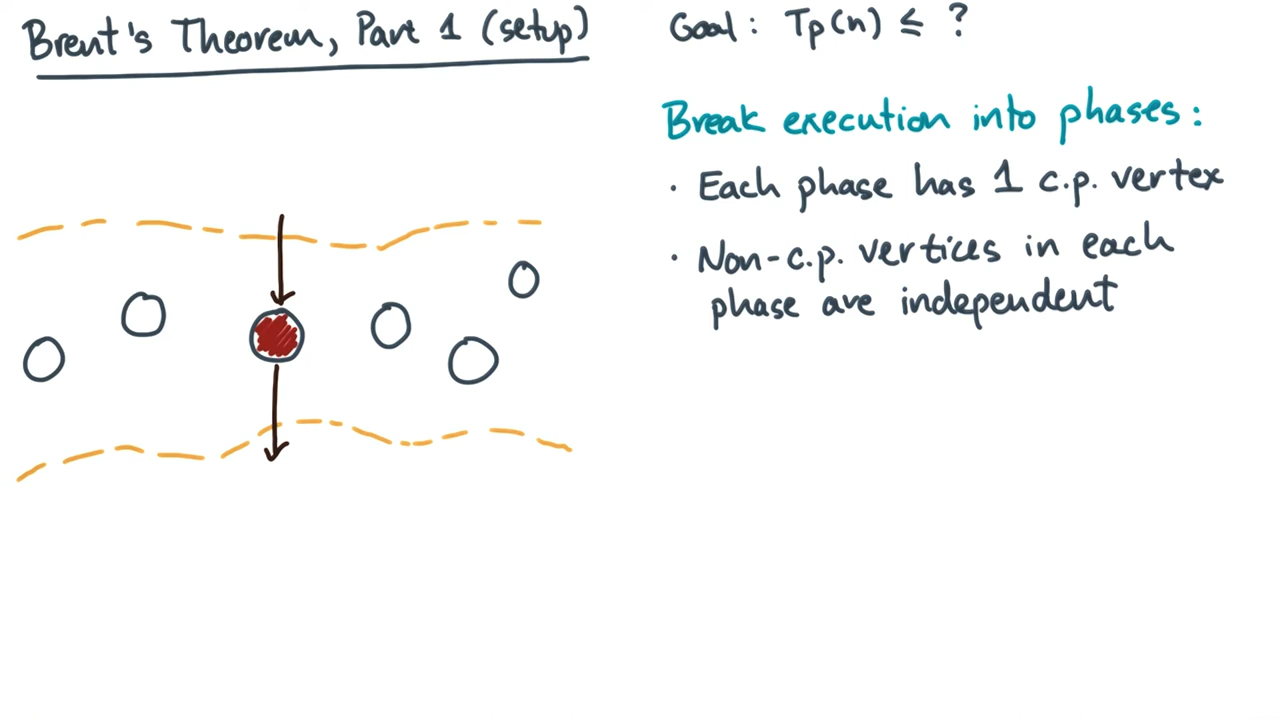 Brent's Theorem, Part 1 (setup)
Goal: Tp(n) ≤ ?
Break execution into phases:
· Each phase has 1 c.p. vertex
· Non-c.p. vertices in each
phase are independent